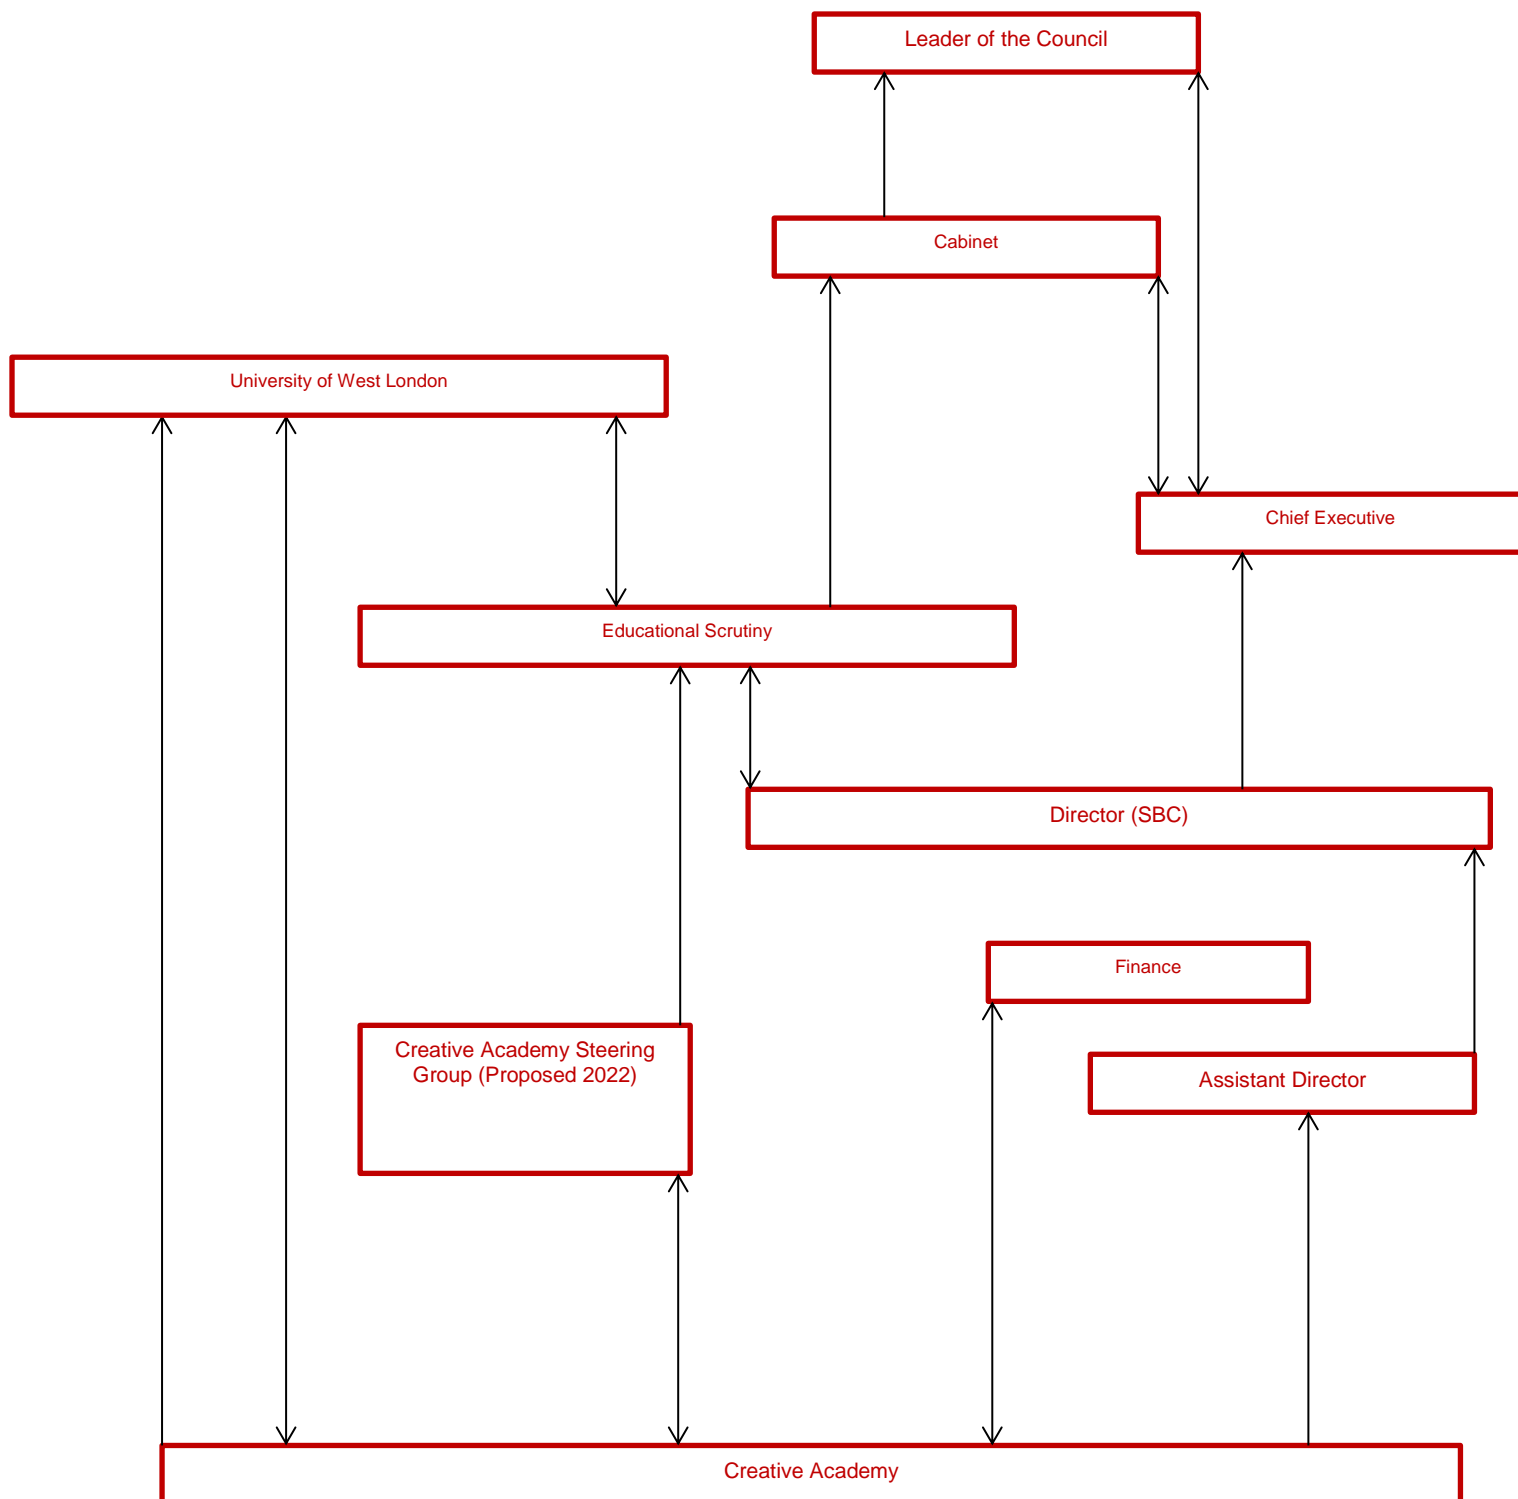 Leader of the Council
Cabinet
University of West London
Chief Executive
Educational Scrutiny
Director (SBC)
Finance
Creative Academy Steering
Group (Proposed 2022)
Assistant Director
Creative Academy